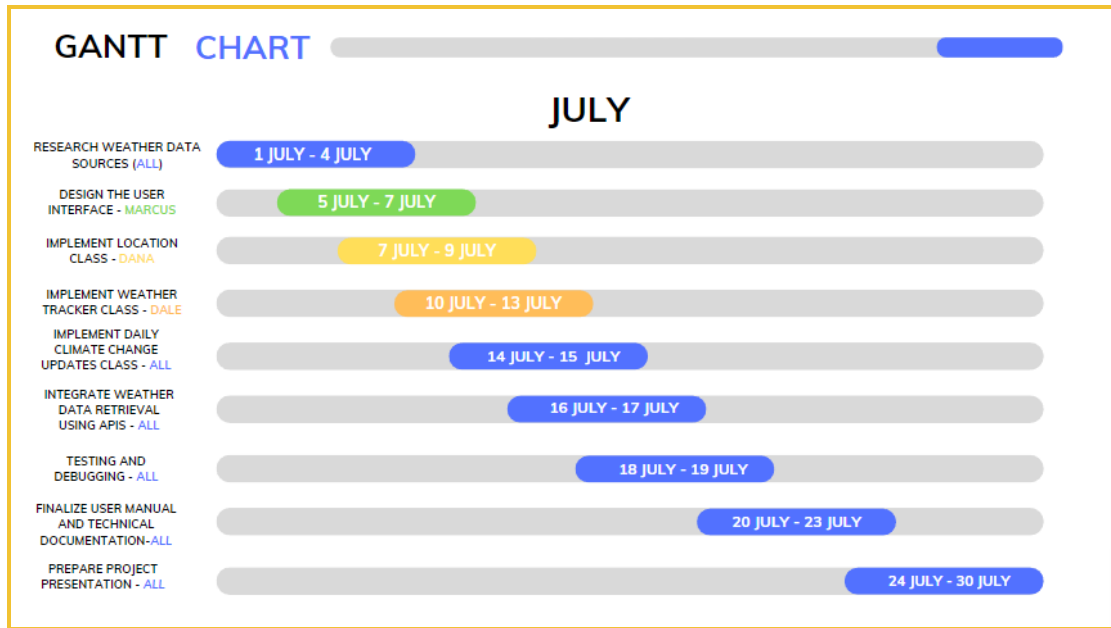 GANTT CHART
JULY
RESEARCH WEATHER DATA
SOURCES (ALL)
1 JULY - 4 JULY
DESIGN THE USER
INTERFACE - MARCUS
5 JULY - 7 JULY
IMPLEMENT LOCATION
CLASS - DANA
7 JULY - 9 JULY
IMPLEMENT WEATHER
TRACKER CLASS - DALE
10 JULY - 13 JULY
IMPLEMENT DAILY
CLIMATE CHANGE
UPDATES CLASS - ALL
14 JULY - 15 JULY
INTEGRATE WEATHER
DATA RETRIEVAL
USING APIS - ALL
16 JULY - 17 JULY
TESTING AND
DEBUGGING - ALL
18 JULY - 19 JULY
FINALIZE USER MANUAL
AND TECHNICAL
DOCUMENTATION-ALL
20 JULY - 23 JULY
PREPARE PROJECT
PRESENTATION - ALL
24 JULY - 30 JULY